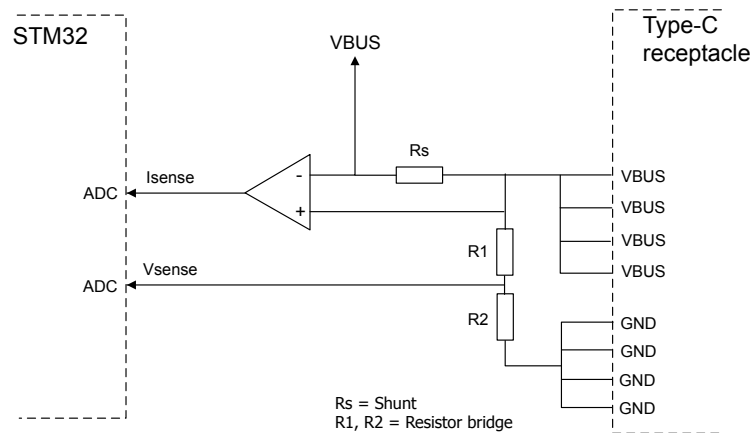 STM32
Type-C
receptacle
VBUS
Rs
-
+
Isense
ADC
VBUS
VBUS
VBUS
VBUS
R1
Vsense
ADC
R2
GND
GND
GND
GND
Rs = Shunt
R1, R2 = Resistor bridge